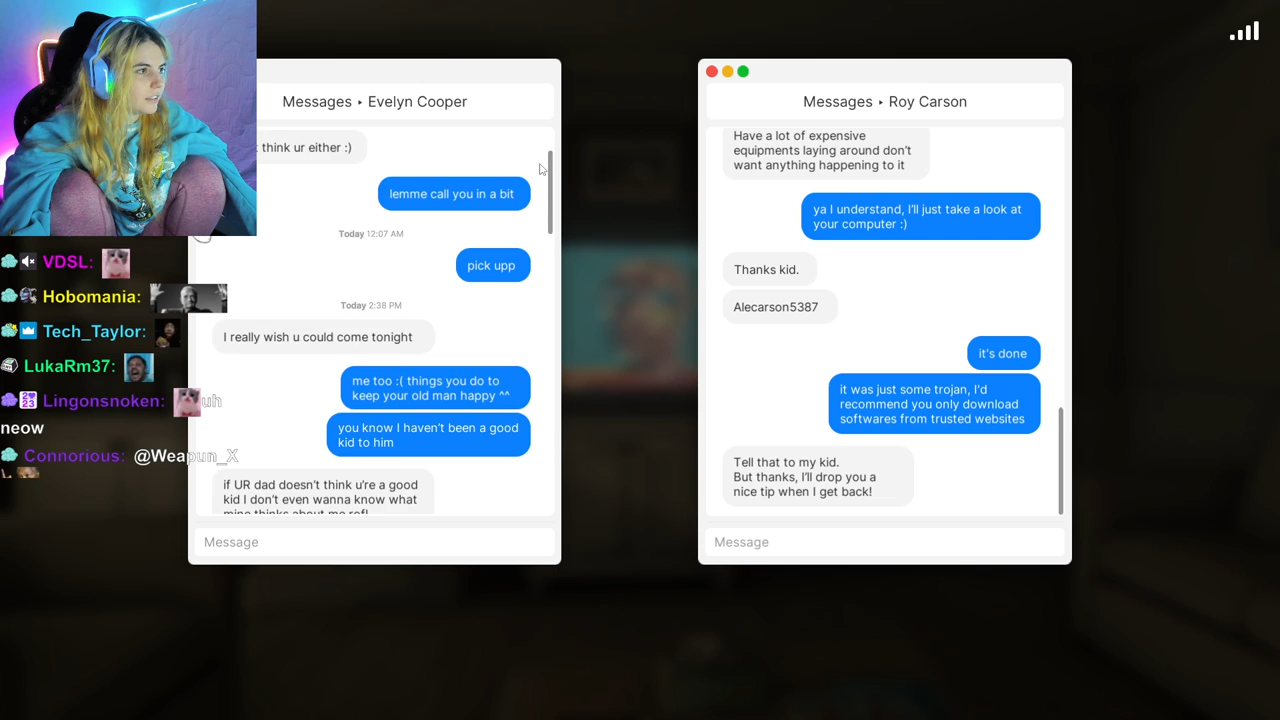 Messages ▸ Evelyn Cooper
think ur either :)
lemme call you in a bit
Today 12:07 AM
pick upp
Today 2:38 PM
I really wish u could come tonight
me too :( things you do to
keep your old man happy ^^
you know I haven't been a good
kid to him
if UR dad doesn't think u're a good
kid I don't even wanna know what
mine thinks about me rofl
Message
Messages ▸ Roy Carson
Have a lot of expensive
equipments laying around don't
want anything happening to it
ya I understand, I'll just take a look at
your computer :)
Thanks kid.
Alecarson5387
it's done
it was just some trojan, I'd
recommend you only download
softwares from trusted websites
Tell that to my kid.
But thanks, I'll drop you a
nice tip when I get back!
Message
VDSL:
Hobomania:
Tech_Taylor:
LukaRm37:
Lingonsnoken: uh
neow
Connorious: @Weapun_X